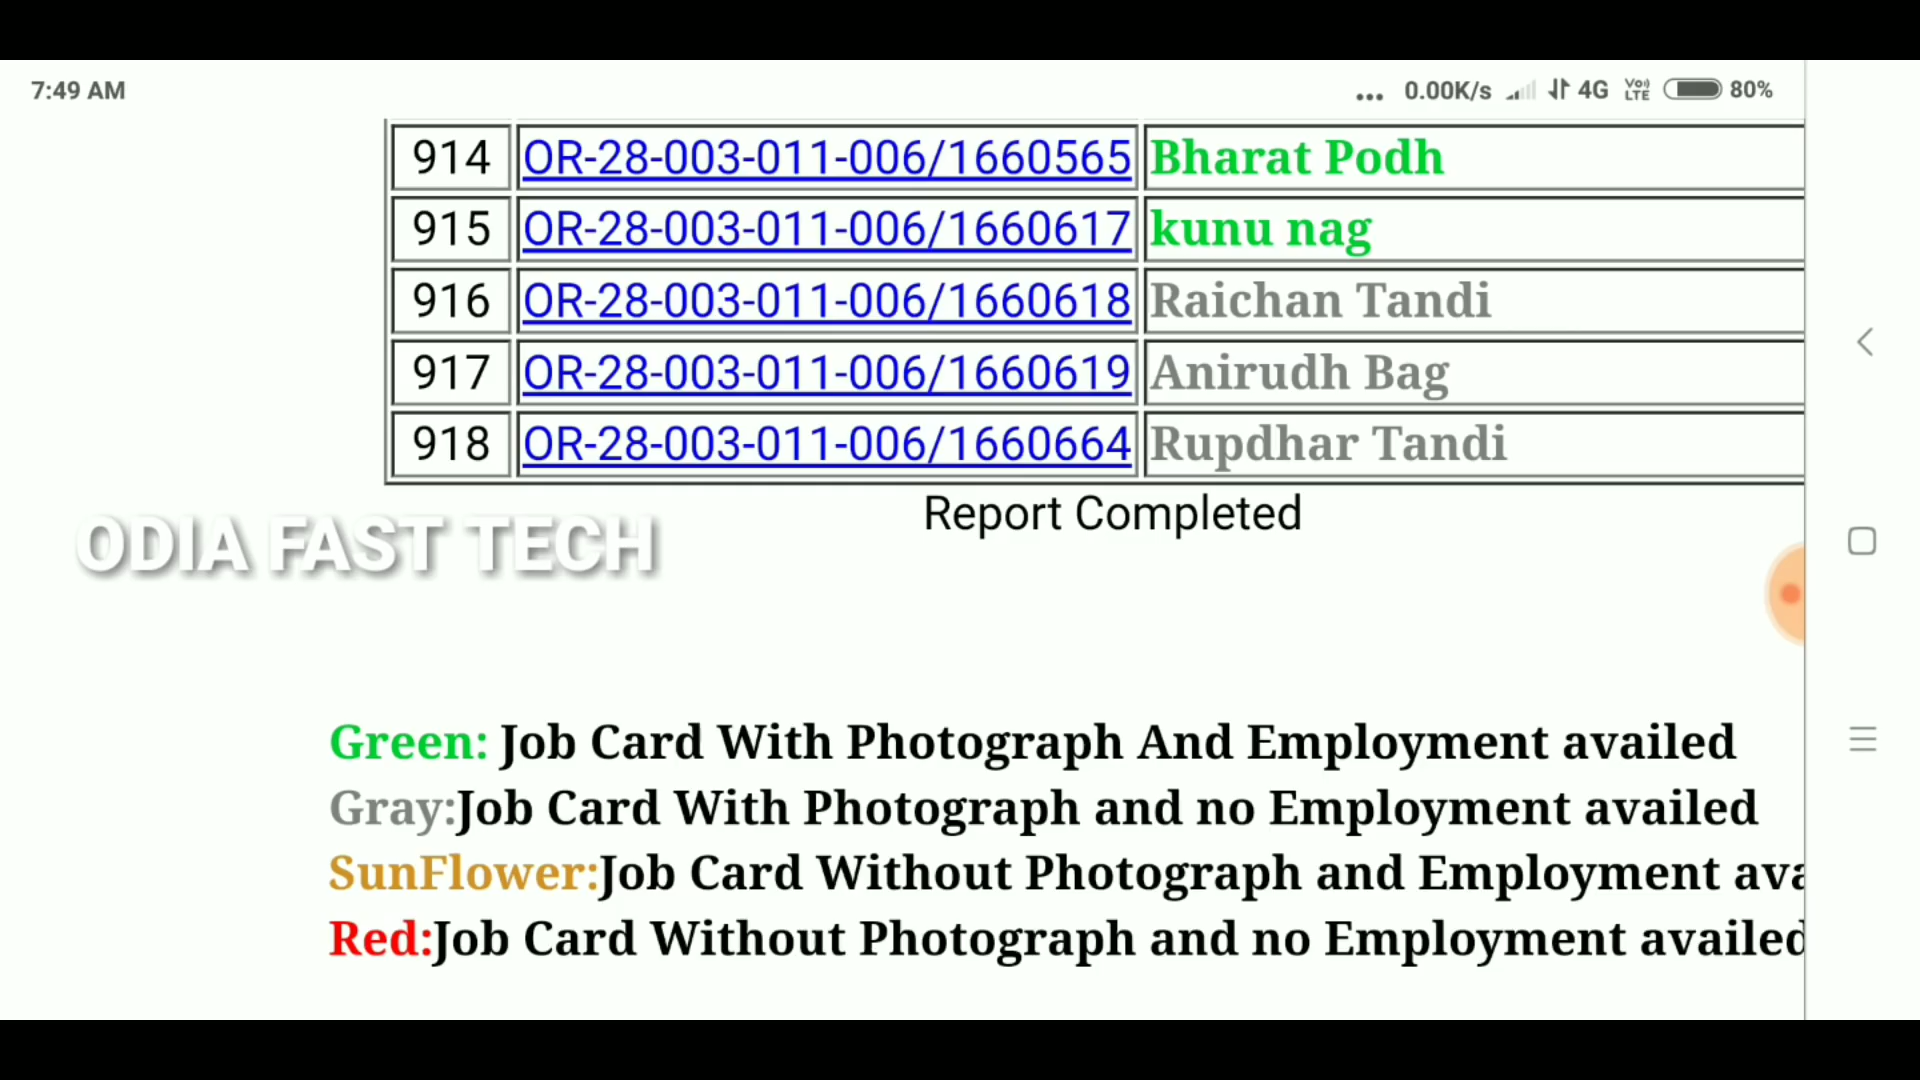 7:49 AM ... 0.00K/s 4G Vo) LTE 80%
914 OR-28-003-011-006/1660565 Bharat Podh
915 OR-28-003-011-006/1660617 kunu nag
916 OR-28-003-011-006/1660618 Raichan Tandi
917 OR-28-003-011-006/1660619 Anirudh Bag
918 OR-28-003-011-006/1660664 Rupdhar Tandi
Report Completed
ODIA FAST TECH
Green: Job Card With Photograph And Employment availed
Gray:Job Card With Photograph and no Employment availed
SunFlower:Job Card Without Photograph and Employment ava
Red:Job Card Without Photograph and no Employment availed